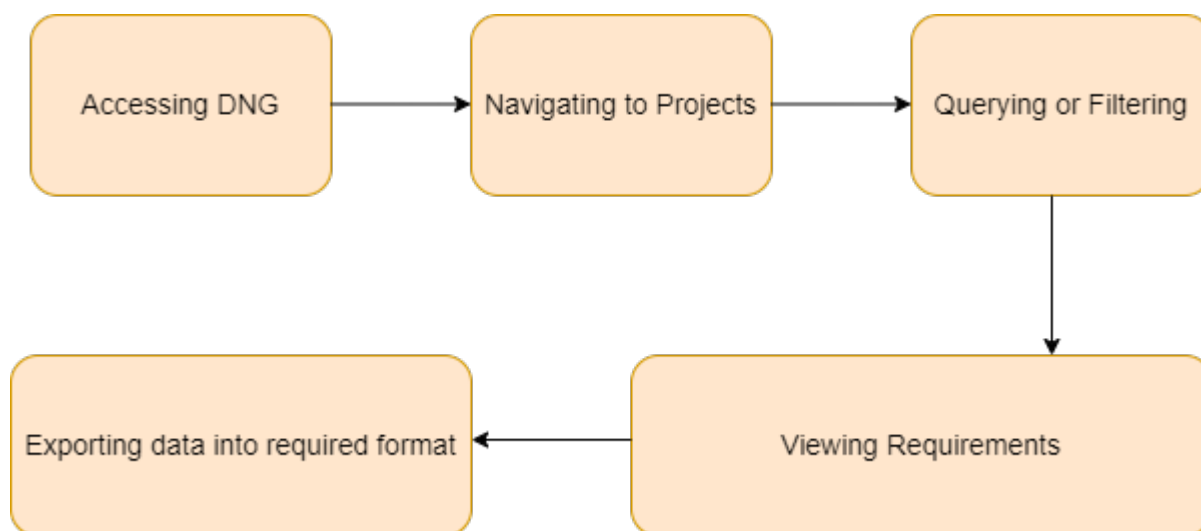 Accessing DNG
Navigating to Projects
Querying or Filtering
Viewing Requirements
Exporting data into required format